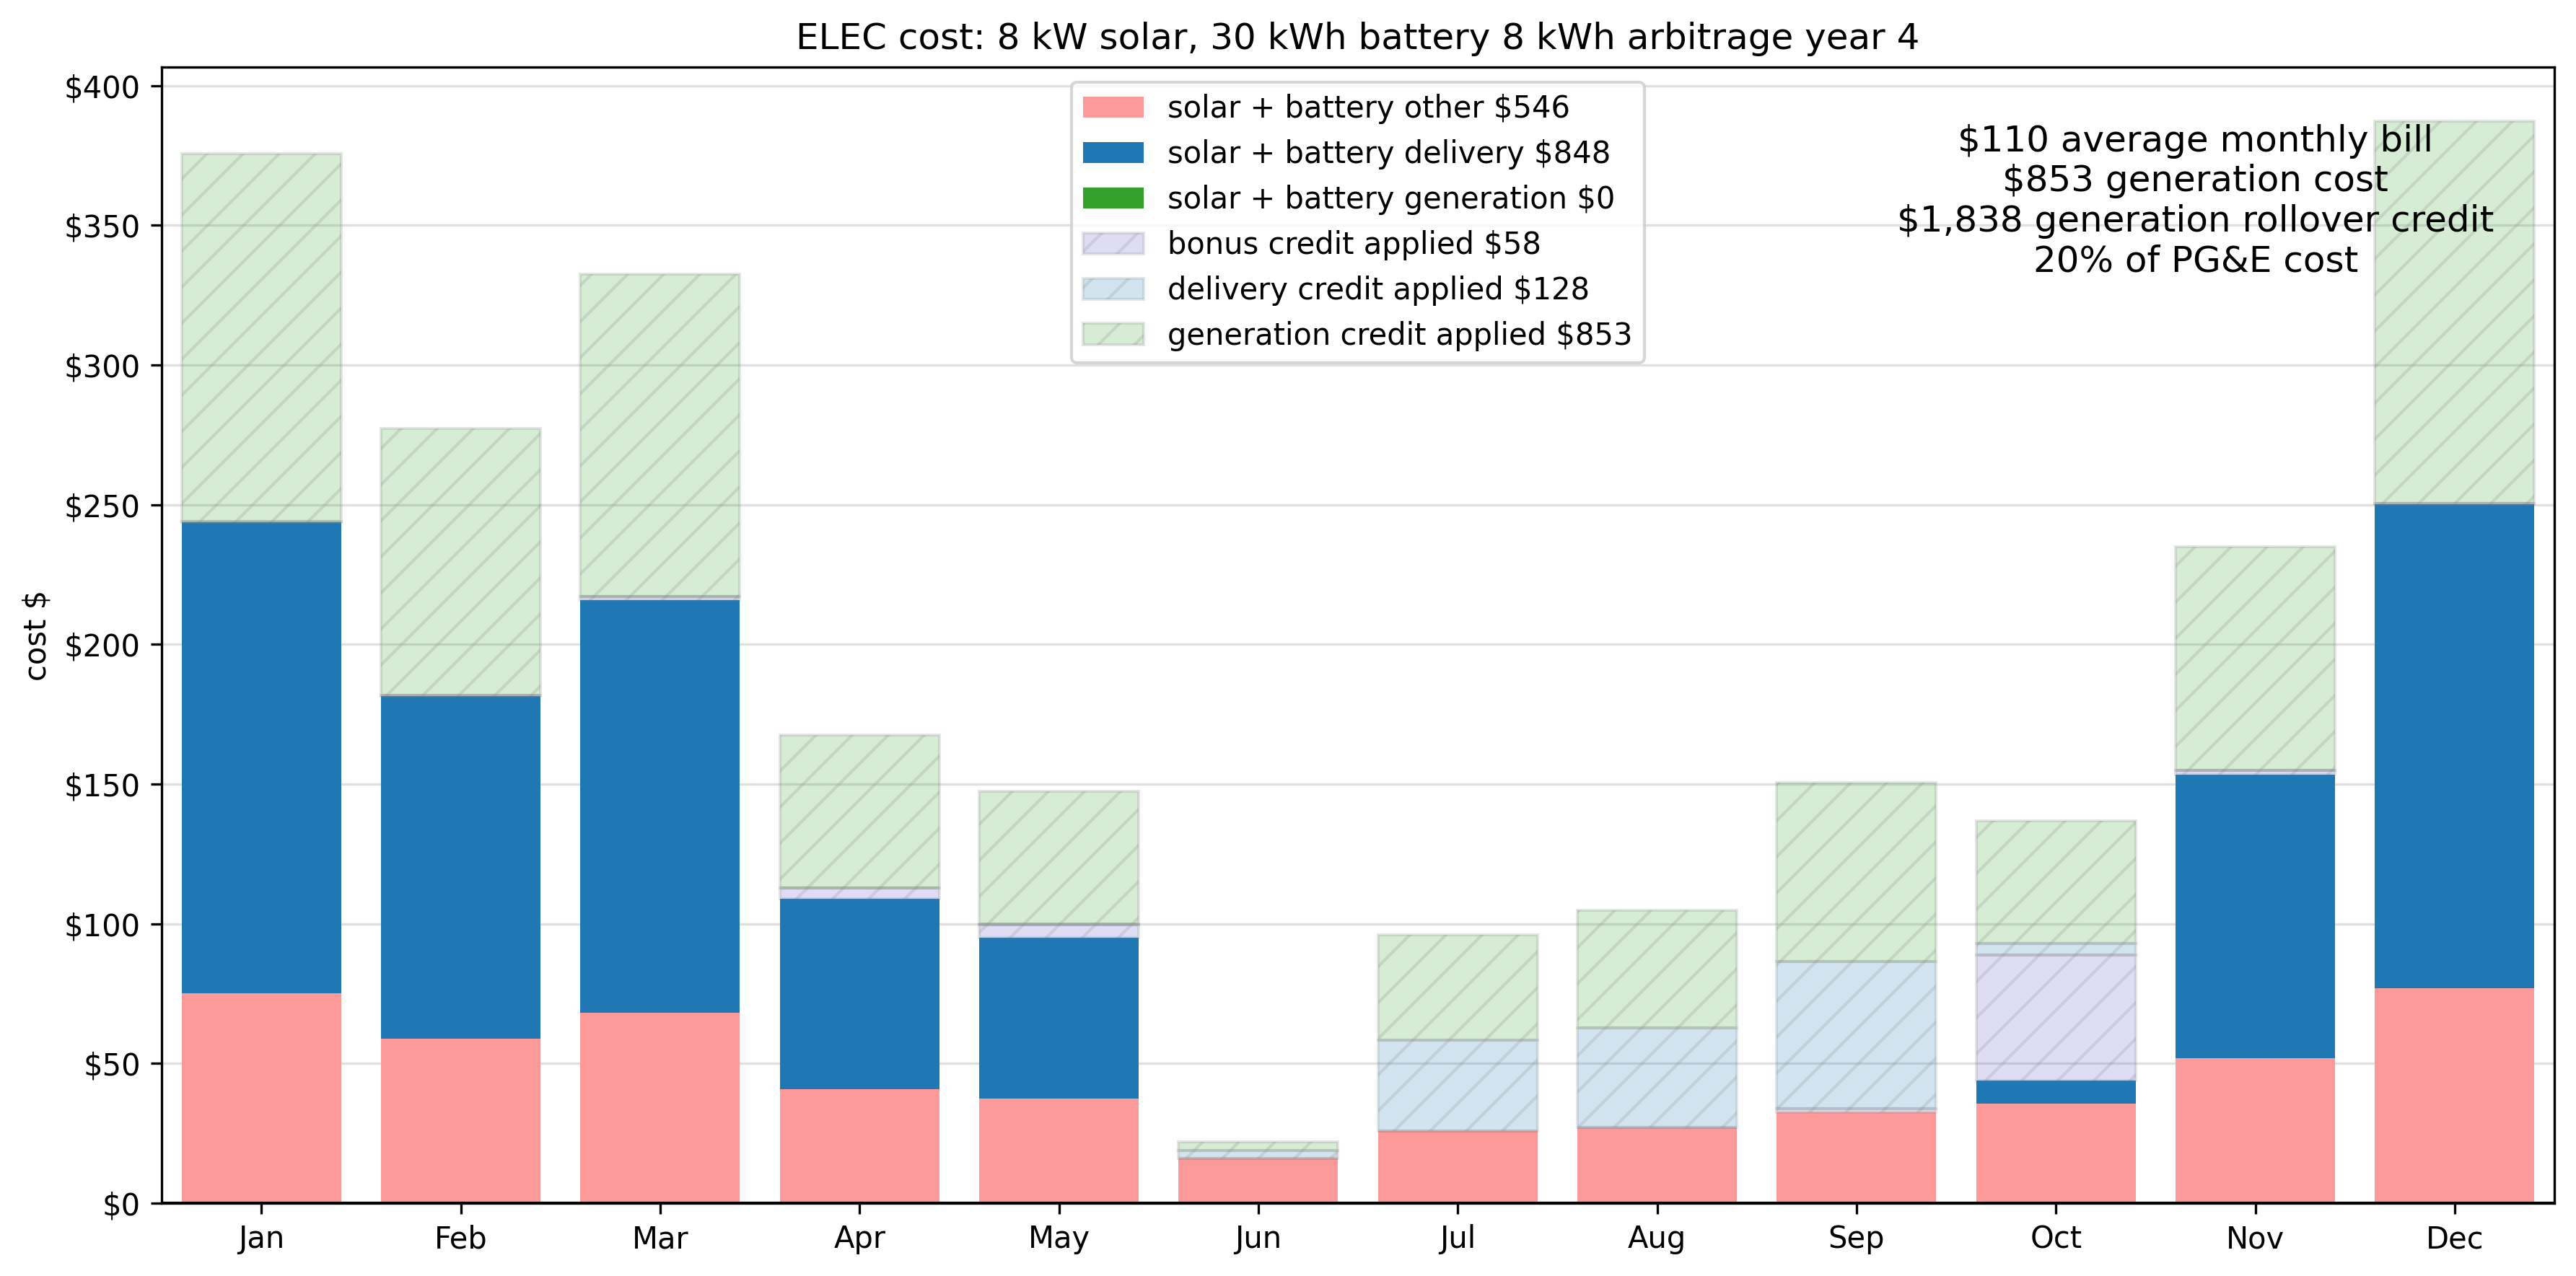 ELEC cost: 8 kW solar, 30 kWh battery 8 kWh arbitrage year 4
$400
$350
$300
$250
$200
$150
$100
$50
$0
cost $
solar + battery other $546
solar + battery delivery $848
solar + battery generation $0
bonus credit applied $58
delivery credit applied $128
generation credit applied $853
$110 average monthly bill
$853 generation cost
$1,838 generation rollover credit
20% of PG&E cost
Jan Feb Mar Apr May Jun Jul Aug Sep Oct Nov Dec